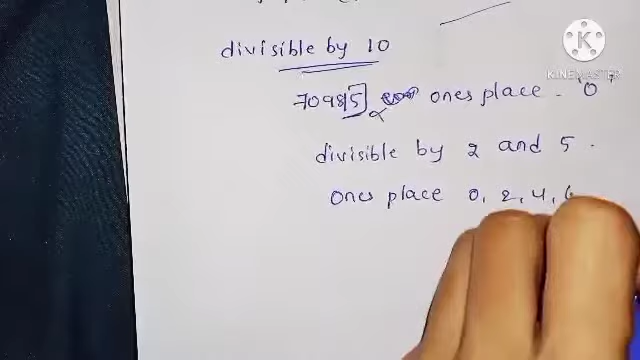 divisible by 10
KINEMASTER
70985 ones place - '0'
divisible by 2 and 5.
ones place 0, 2, 4, 6